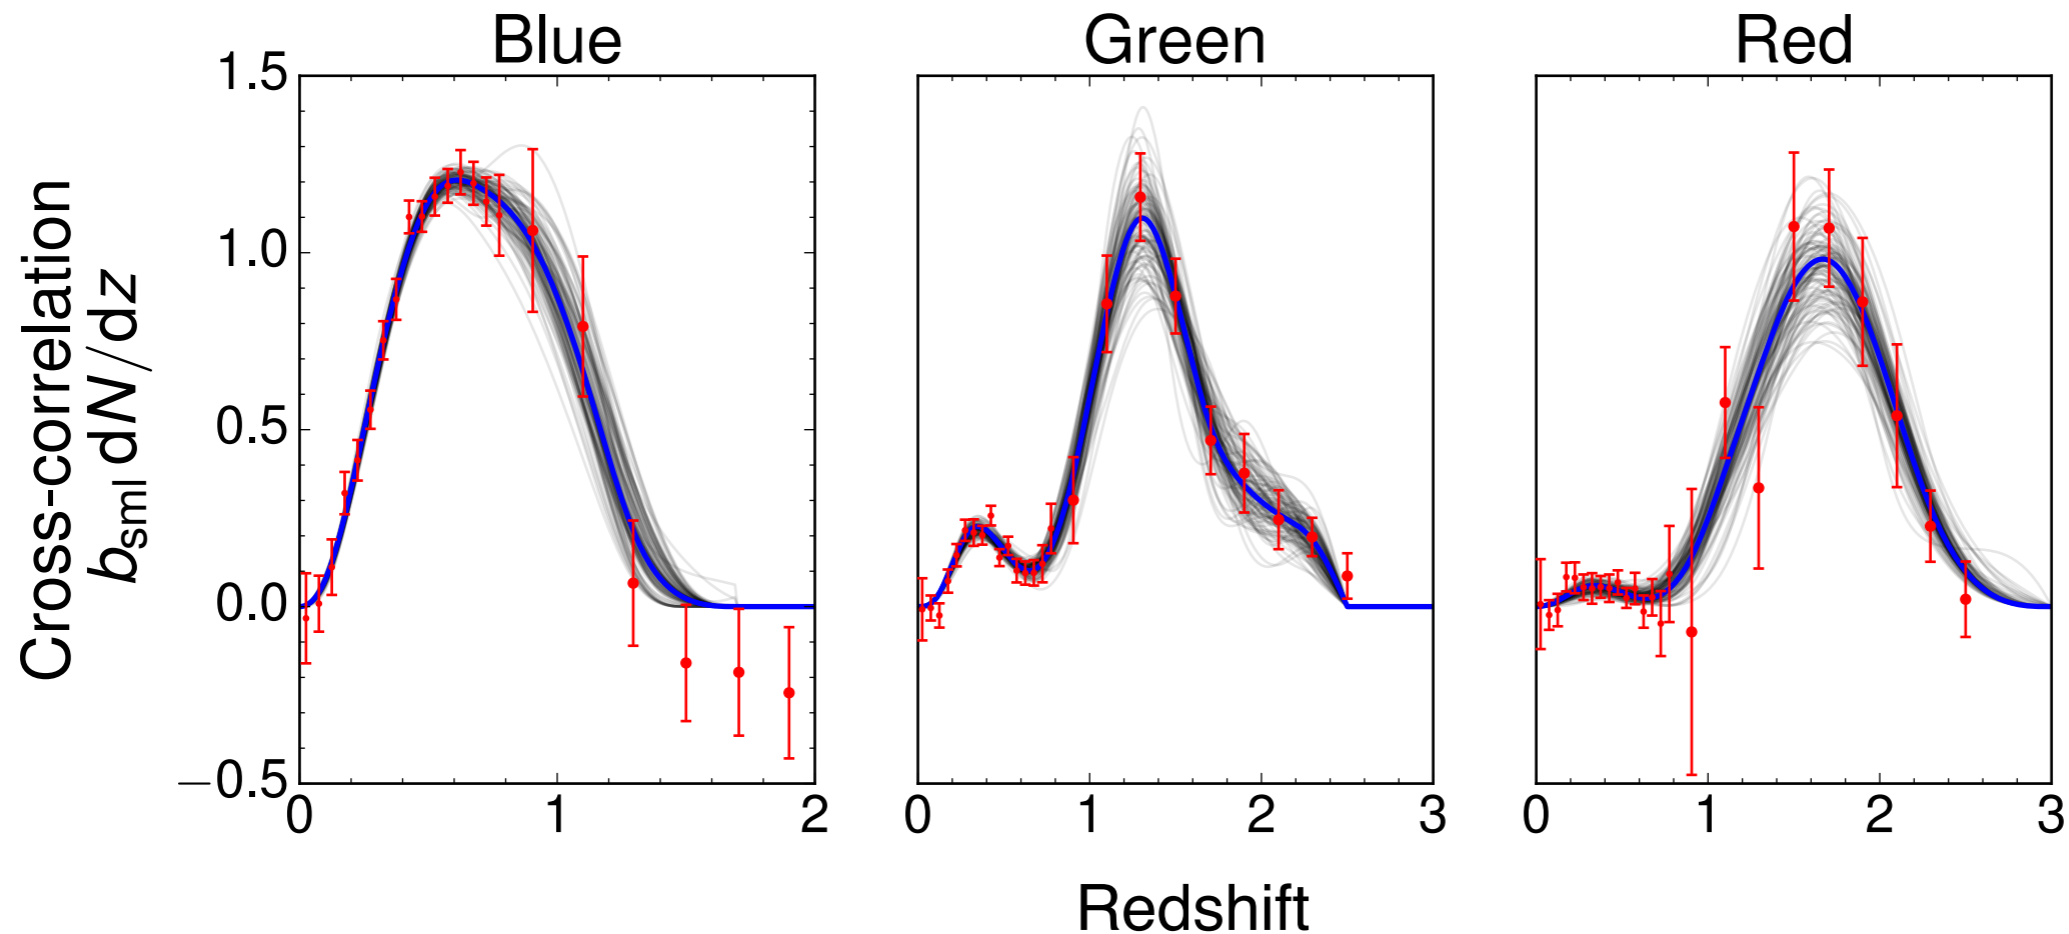 Blue Green Red
1.5
1.0
0.5
0.0
−0.5
Cross-correlation
b_sml dN/dz
0 1 2 0 1 2 3 0 1 2 3
Redshift